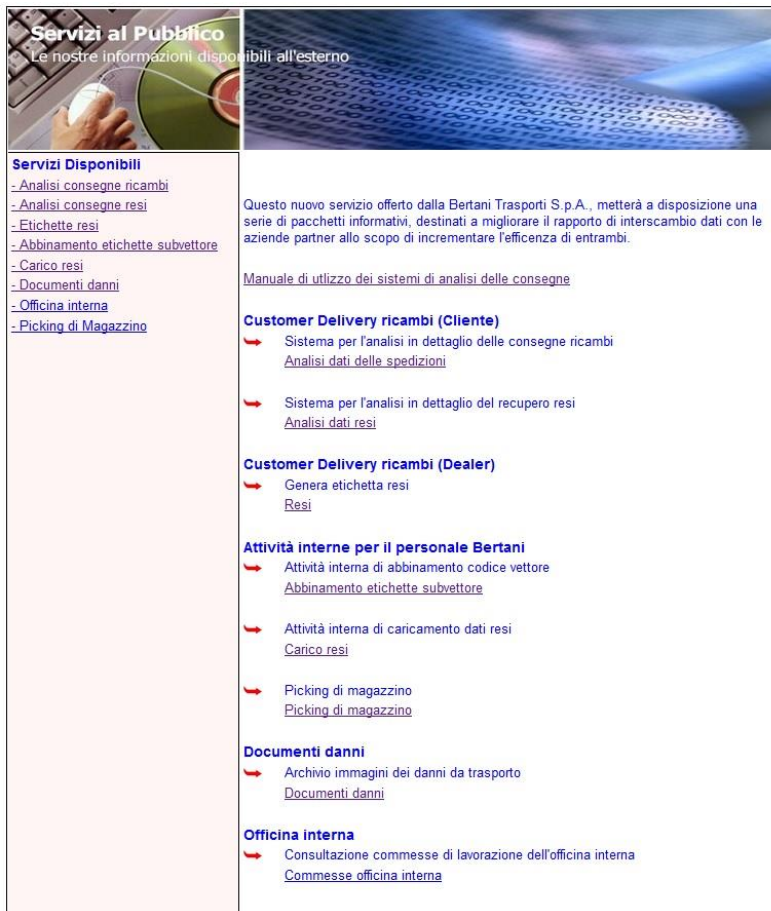 Servizi al Pubblico
Le nostre informazioni disponibili all'esterno
Servizi Disponibili
- Analisi consegne ricambi
- Analisi consegne resi
- Etichette resi
- Abbinamento etichette subvettore
- Carico resi
- Documenti danni
- Officina interna
- Picking di Magazzino
Questo nuovo servizio offerto dalla Bertani Trasporti S.p.A., metterà a disposizione una
serie di pacchetti informativi, destinati a migliorare il rapporto di interscambio dati con le
aziende partner allo scopo di incrementare l'efficenza di entrambi.
Manuale di utlizzo dei sistemi di analisi delle consegne
Customer Delivery ricambi (Cliente)
Sistema per l'analisi in dettaglio delle consegne ricambi
Analisi dati delle spedizioni
Sistema per l'analisi in dettaglio del recupero resi
Analisi dati resi
Customer Delivery ricambi (Dealer)
Genera etichetta resi
Resi
Attività interne per il personale Bertani
Attività interna di abbinamento codice vettore
Abbinamento etichette subvettore
Attività interna di caricamento dati resi
Carico resi
Picking di magazzino
Picking di magazzino
Documenti danni
Archivio immagini dei danni da trasporto
Documenti danni
Officina interna
Consultazione commesse di lavorazione dell'officina interna
Commesse officina interna